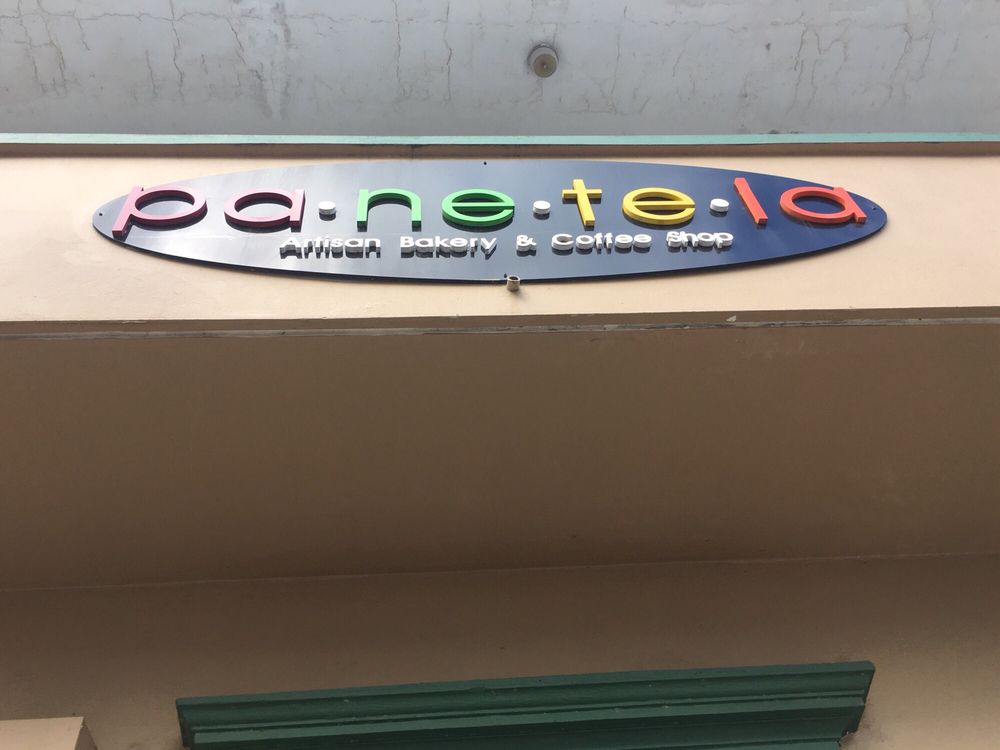 pa·ne·te·la
Artisan Bakery & Coffee Shop